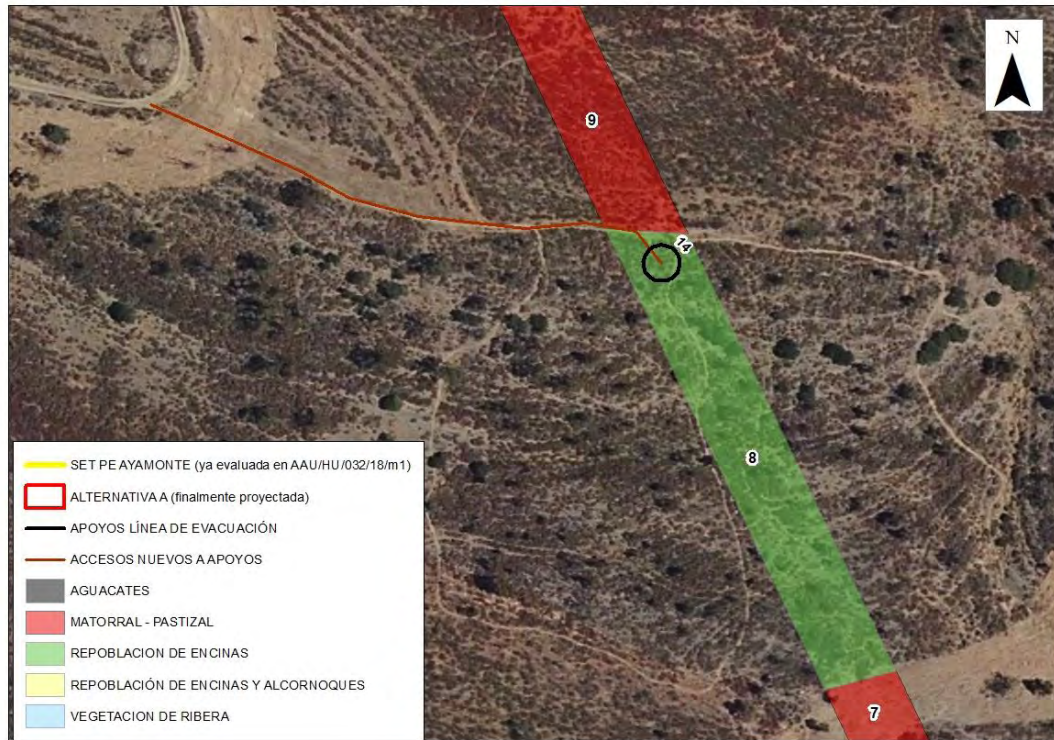 N
9
14
8
7
SET PE AYAMONTE (ya evaluada en AAU/HU/032/18/m1)
ALTERNATIVA A (finalmente proyectada)
APOYOS LÍNEA DE EVACUACIÓN
ACCESOS NUEVOS A APOYOS
AGUACATES
MATORRAL - PASTIZAL
REPOBLACION DE ENCINAS
REPOBLACIÓN DE ENCINAS Y ALCORNOQUES
VEGETACION DE RIBERA